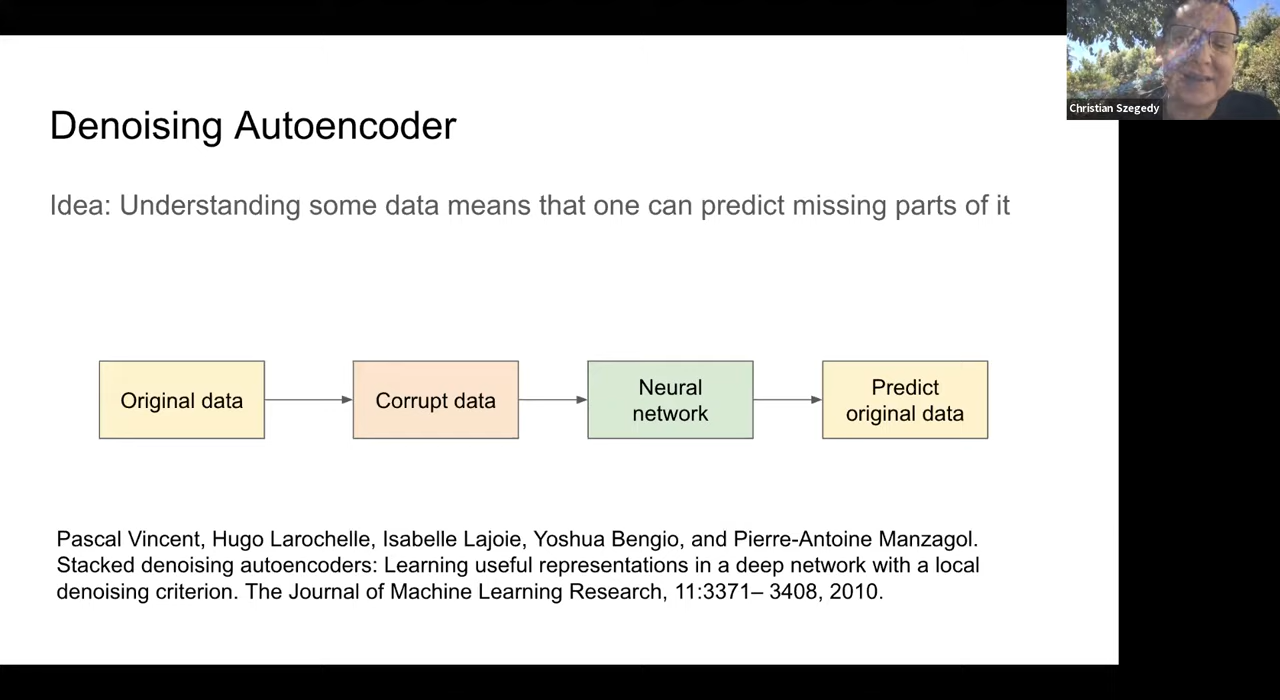 Christian Szegedy
Denoising Autoencoder
Idea: Understanding some data means that one can predict missing parts of it
Original data
Corrupt data
Neural
network
Predict
original data
Pascal Vincent, Hugo Larochelle, Isabelle Lajoie, Yoshua Bengio, and Pierre-Antoine Manzagol.
Stacked denoising autoencoders: Learning useful representations in a deep network with a local
denoising criterion. The Journal of Machine Learning Research, 11:3371– 3408, 2010.